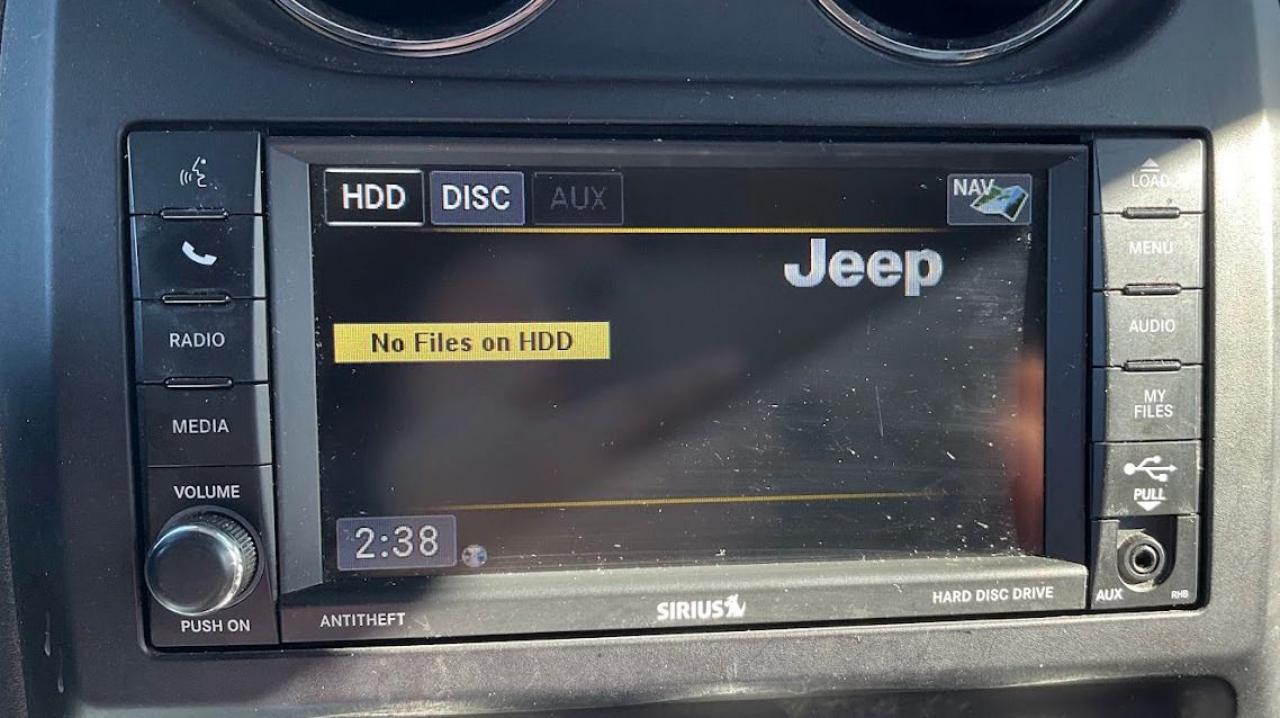 HDD DISC AUX NAV
Jeep
No Files on HDD
2:38
RADIO
MEDIA
VOLUME
PUSH ON
LOAD
MENU
AUDIO
MY
FILES
PULL
AUX RHB
ANTITHEFT SIRIUS HARD DISC DRIVE